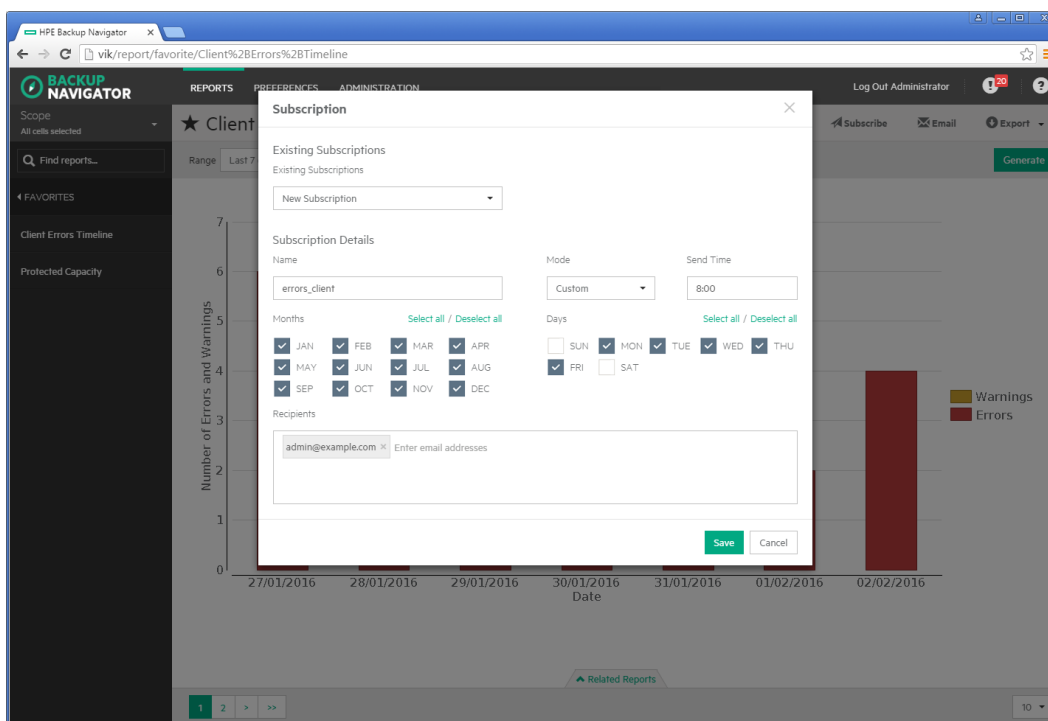 HPE Backup Navigator
vik/report/favorite/Client%2BErrors%2BTimeline
BACKUP
NAVIGATOR
REPORTS PREFERENCES ADMINISTRATION
Log Out Administrator
20
?
Scope
All cells selected
★ Client
Subscribe Email Export
Find reports...
Range Last 7
Generate
FAVORITES
Client Errors Timeline
Protected Capacity
Subscription
Existing Subscriptions
Existing Subscriptions
New Subscription
Subscription Details
Name Mode Send Time
errors_client Custom 8:00
Months Select all / Deselect all Days Select all / Deselect all
JAN FEB MAR APR SUN MON TUE WED THU
MAY JUN JUL AUG FRI SAT
SEP OCT NOV DEC
Recipients
admin@example.com × Enter email addresses
Save Cancel
Number of Errors and Warnings
7
6
5
4
3
2
1
0
Warnings
Errors
27/01/2016 28/01/2016 29/01/2016 30/01/2016 31/01/2016 01/02/2016 02/02/2016
Date
Related Reports
1 2 > >>
10